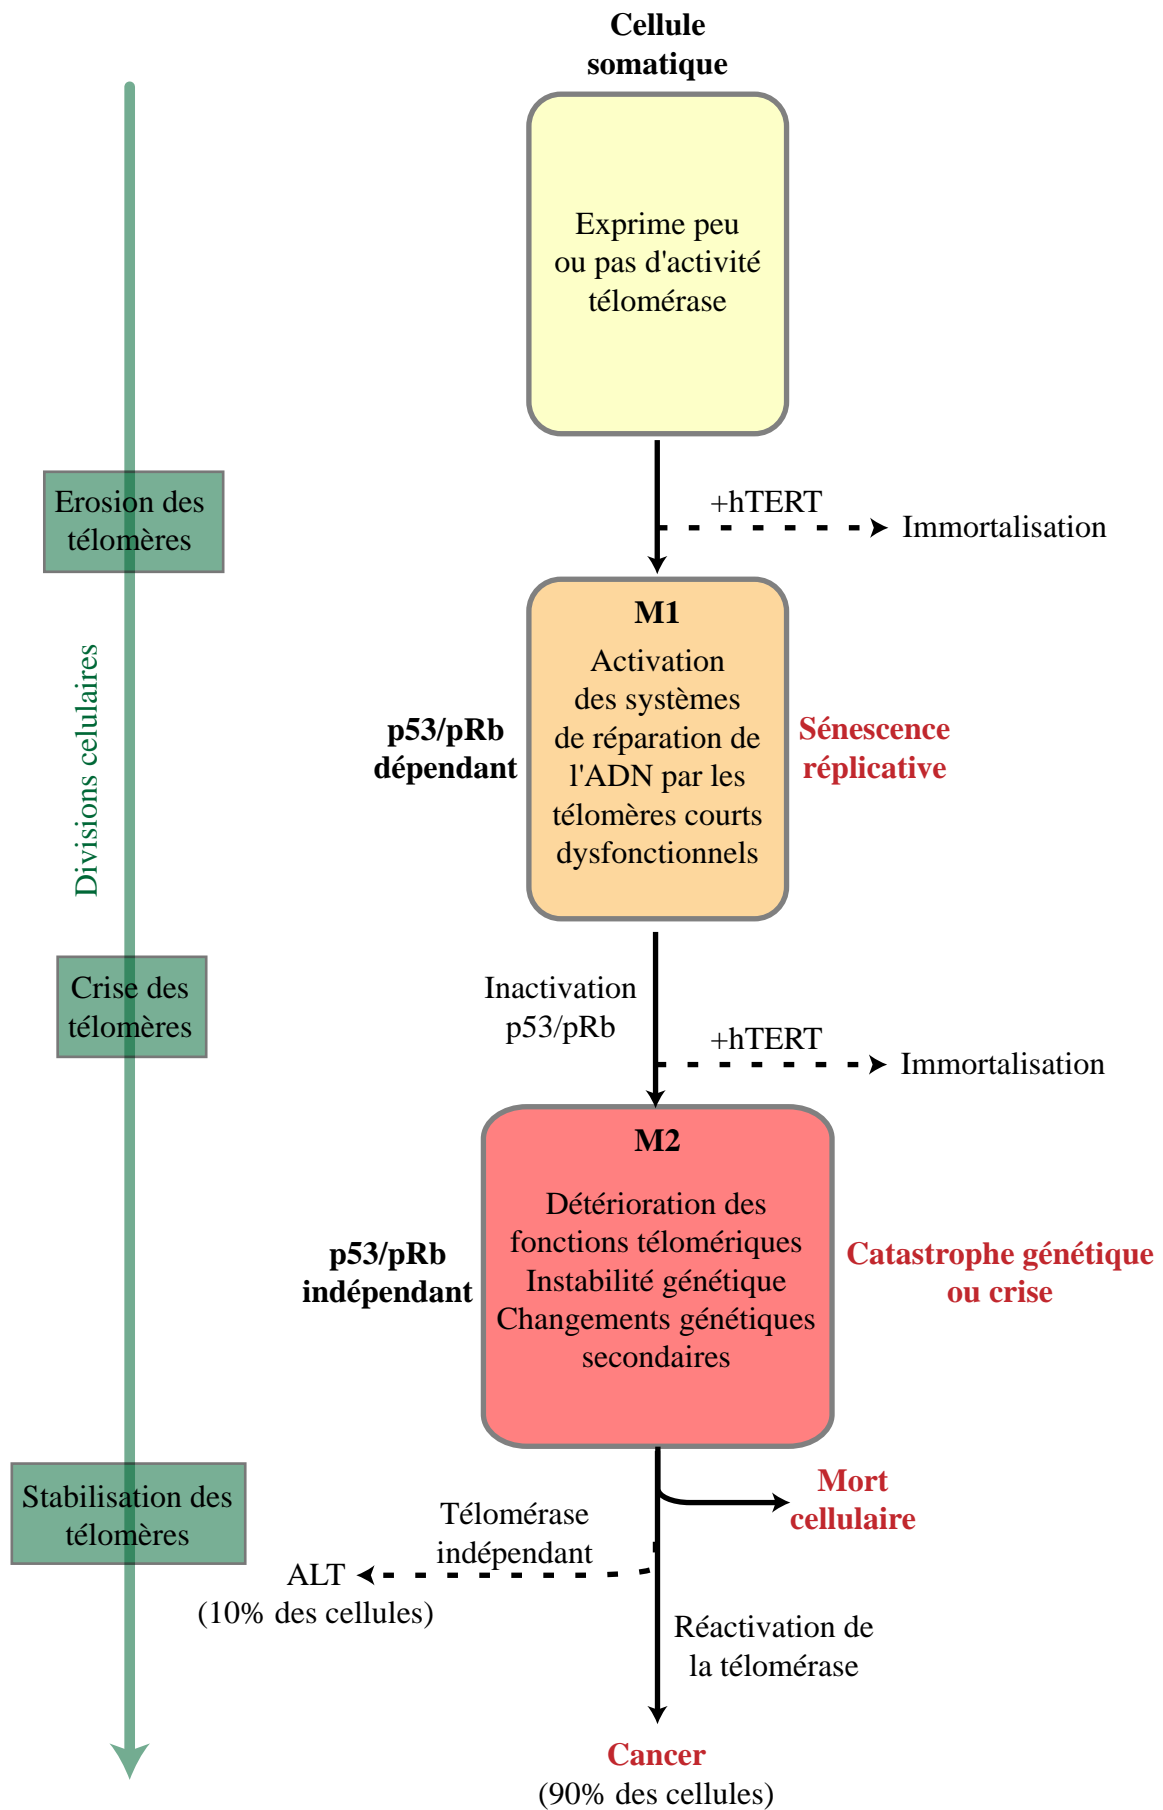 Cellule
somatique
Exprime peu
ou pas d'activité
télomérase
Erosion des
télomères
+hTERT
Immortalisation
M1
Activation
des systèmes
de réparation de
l'ADN par les
télomères courts
dysfonctionnels
p53/pRb
dépendant
Sénescence
réplicative
Divisions celulaires
Crise des
télomères
Inactivation
p53/pRb
+hTERT
Immortalisation
M2
Détérioration des
fonctions télomériques
Instabilité génétique
Changements génétiques
secondaires
p53/pRb
indépendant
Catastrophe génétique
ou crise
Stabilisation des
télomères
Mort
cellulaire
Télomérase
indépendant
ALT
(10% des cellules)
Réactivation de
la télomérase
Cancer
(90% des cellules)